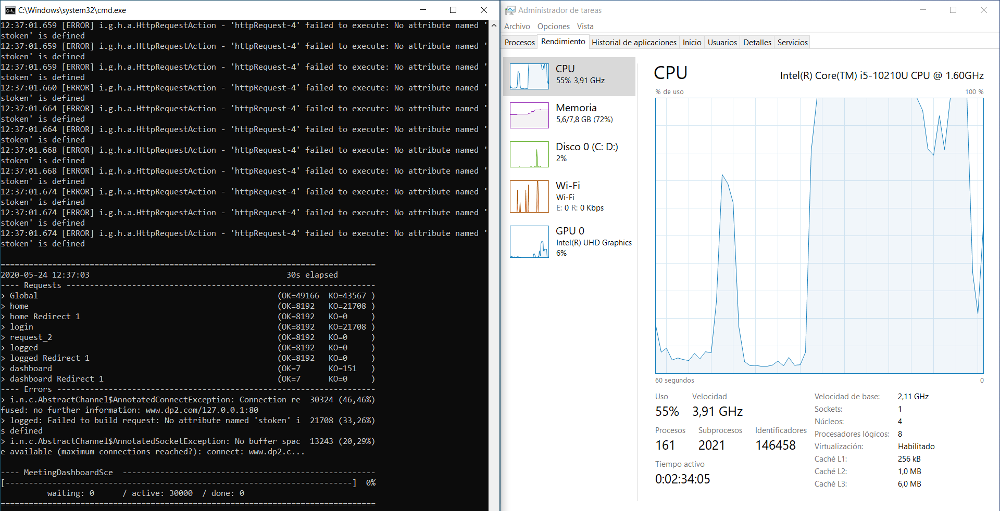 C:\Windows\system32\cmd.exe
12:37:01.659 [ERROR] i.g.h.a.HttpRequestAction - 'httpRequest-4' failed to execute: No attribute named '
stoken' is defined
12:37:01.659 [ERROR] i.g.h.a.HttpRequestAction - 'httpRequest-4' failed to execute: No attribute named '
stoken' is defined
12:37:01.659 [ERROR] i.g.h.a.HttpRequestAction - 'httpRequest-4' failed to execute: No attribute named '
stoken' is defined
12:37:01.660 [ERROR] i.g.h.a.HttpRequestAction - 'httpRequest-4' failed to execute: No attribute named '
stoken' is defined
12:37:01.664 [ERROR] i.g.h.a.HttpRequestAction - 'httpRequest-4' failed to execute: No attribute named '
stoken' is defined
12:37:01.664 [ERROR] i.g.h.a.HttpRequestAction - 'httpRequest-4' failed to execute: No attribute named '
stoken' is defined
12:37:01.668 [ERROR] i.g.h.a.HttpRequestAction - 'httpRequest-4' failed to execute: No attribute named '
stoken' is defined
12:37:01.668 [ERROR] i.g.h.a.HttpRequestAction - 'httpRequest-4' failed to execute: No attribute named '
stoken' is defined
12:37:01.674 [ERROR] i.g.h.a.HttpRequestAction - 'httpRequest-4' failed to execute: No attribute named '
stoken' is defined
12:37:01.674 [ERROR] i.g.h.a.HttpRequestAction - 'httpRequest-4' failed to execute: No attribute named '
stoken' is defined
12:37:01.674 [ERROR] i.g.h.a.HttpRequestAction - 'httpRequest-4' failed to execute: No attribute named '
stoken' is defined
================================================================================
2020-05-24 12:37:03 30s elapsed
---- Requests ------------------------------------------------------------------
> Global (OK=49166 KO=43567 )
> home (OK=8192 KO=21708 )
> home Redirect 1 (OK=8192 KO=0 )
> login (OK=8192 KO=21708 )
> request_2 (OK=8192 KO=0 )
> logged (OK=8192 KO=0 )
> logged Redirect 1 (OK=8192 KO=0 )
> dashboard (OK=7 KO=151 )
> dashboard Redirect 1 (OK=7 KO=0 )
---- Errors --------------------------------------------------------------------
> i.n.c.AbstractChannel$AnnotatedConnectException: Connection re 30324 (46,46%)
fused: no further information: www.dp2.com/127.0.0.1:80
> logged: Failed to build request: No attribute named 'stoken' i 21708 (33,26%)
s defined
> i.n.c.AbstractChannel$AnnotatedSocketException: No buffer spac 13243 (20,29%)
e available (maximum connections reached?): connect: www.dp2.c...
---- MeetingDashboardSce ------------------------------------------------------
[--------------------------------------------------------------------------] 0%
waiting: 0 / active: 30000 / done: 0
================================================================================
Administrador de tareas
Archivo Opciones Vista
Procesos Rendimiento Historial de aplicaciones Inicio Usuarios Detalles Servicios
CPU
55% 3,91 GHz
Memoria
5,6/7,8 GB (72%)
Disco 0 (C: D:)
2%
Wi-Fi
Wi-Fi
E: 0 R: 0 Kbps
GPU 0
Intel(R) UHD Graphics
6%
CPU
Intel(R) Core(TM) i5-10210U CPU @ 1.60GHz
% de uso 100 %
60 segundos 0
Uso Velocidad
55% 3,91 GHz
Procesos Subprocesos Identificadores
161 2021 146458
Tiempo activo
0:02:34:05
Velocidad de base: 2,11 GHz
Sockets: 1
Núcleos: 4
Procesadores lógicos: 8
Virtualización: Habilitado
Caché L1: 256 kB
Caché L2: 1,0 MB
Caché L3: 6,0 MB